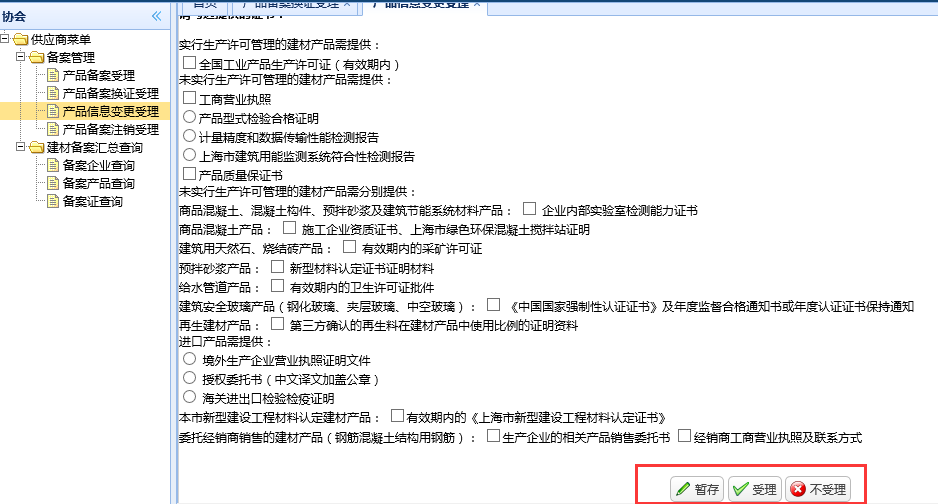 协会
首页 产品备案换证受理 产品信息变更受理
供应商菜单
备案管理
产品备案受理
产品备案换证受理
产品信息变更受理
产品备案注销受理
建材备案汇总查询
备案企业查询
备案产品查询
备案证查询
实行生产许可管理的建材产品需提供：
全国工业产品生产许可证（有效期内）
未实行生产许可管理的建材产品需提供：
工商营业执照
产品型式检验合格证明
计量精度和数据传输性能检测报告
上海市建筑用能监测系统符合性检测报告
产品质量保证书
未实行生产许可管理的建材产品需分别提供：
商品混凝土、混凝土构件、预拌砂浆及建筑节能系统材料产品： 企业内部实验室检测能力证书
商品混凝土产品： 施工企业资质证书、上海市绿色环保混凝土搅拌站证明
建筑用天然石、烧结砖产品： 有效期内的采矿许可证
预拌砂浆产品： 新型材料认定证书证明材料
给水管道产品： 有效期内的卫生许可证批件
建筑安全玻璃产品（钢化玻璃、夹层玻璃、中空玻璃）： 《中国国家强制性认证证书》及年度监督合格通知书或年度认证证书保持通知
再生建材产品： 第三方确认的再生料在建材产品中使用比例的证明资料
进口产品需提供：
境外生产企业营业执照证明文件
授权委托书（中文译文加盖公章）
海关进出口检验检疫证明
本市新型建设工程材料认定建材产品： 有效期内的《上海市新型建设工程材料认定证书》
委托经销商销售的建材产品（钢筋混凝土结构用钢筋）： 生产企业的相关产品销售委托书 经销商工商营业执照及联系方式
暂存 受理 不受理